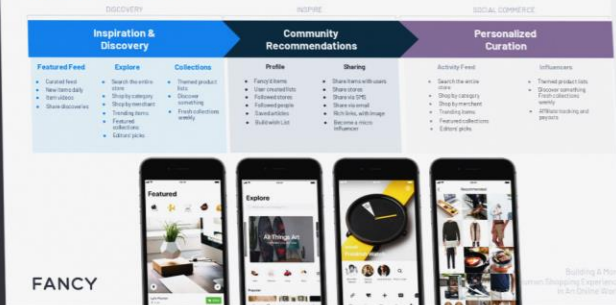 DISCOVERY
INSPIRE
SOCIAL COMMERCE
Inspiration &
Discovery
Community
Recommendations
Personalized
Curation
Featured Feed
Curated feed
New items daily
Item videos
Share discoveries
Explore
Search the entire
store
Shop by category
Shop by merchant
Trending items
Featured
collections
Editors' picks
Collections
Themed product
lists
Discover
something
Fresh collections
weekly
Profile
Fancy'd items
User created lists
Followed stores
Followed people
Saved articles
Build wish List
Sharing
Share items with users
Share stores
Share via SMS
Share via email
Rich links, with image
Become a micro
influencer
Activity Feed
Search the entire
store
Shop by category
Shop by merchant
Trending items
Featured collections
Editors' picks
Influencers
Themed product lists
Discover something
Fresh collections
weekly
Affiliate tracking and
payouts
Featured
Explore
All Things Art
Popular
Recommended
FANCY
Building A
Shopping Experience
In An Online